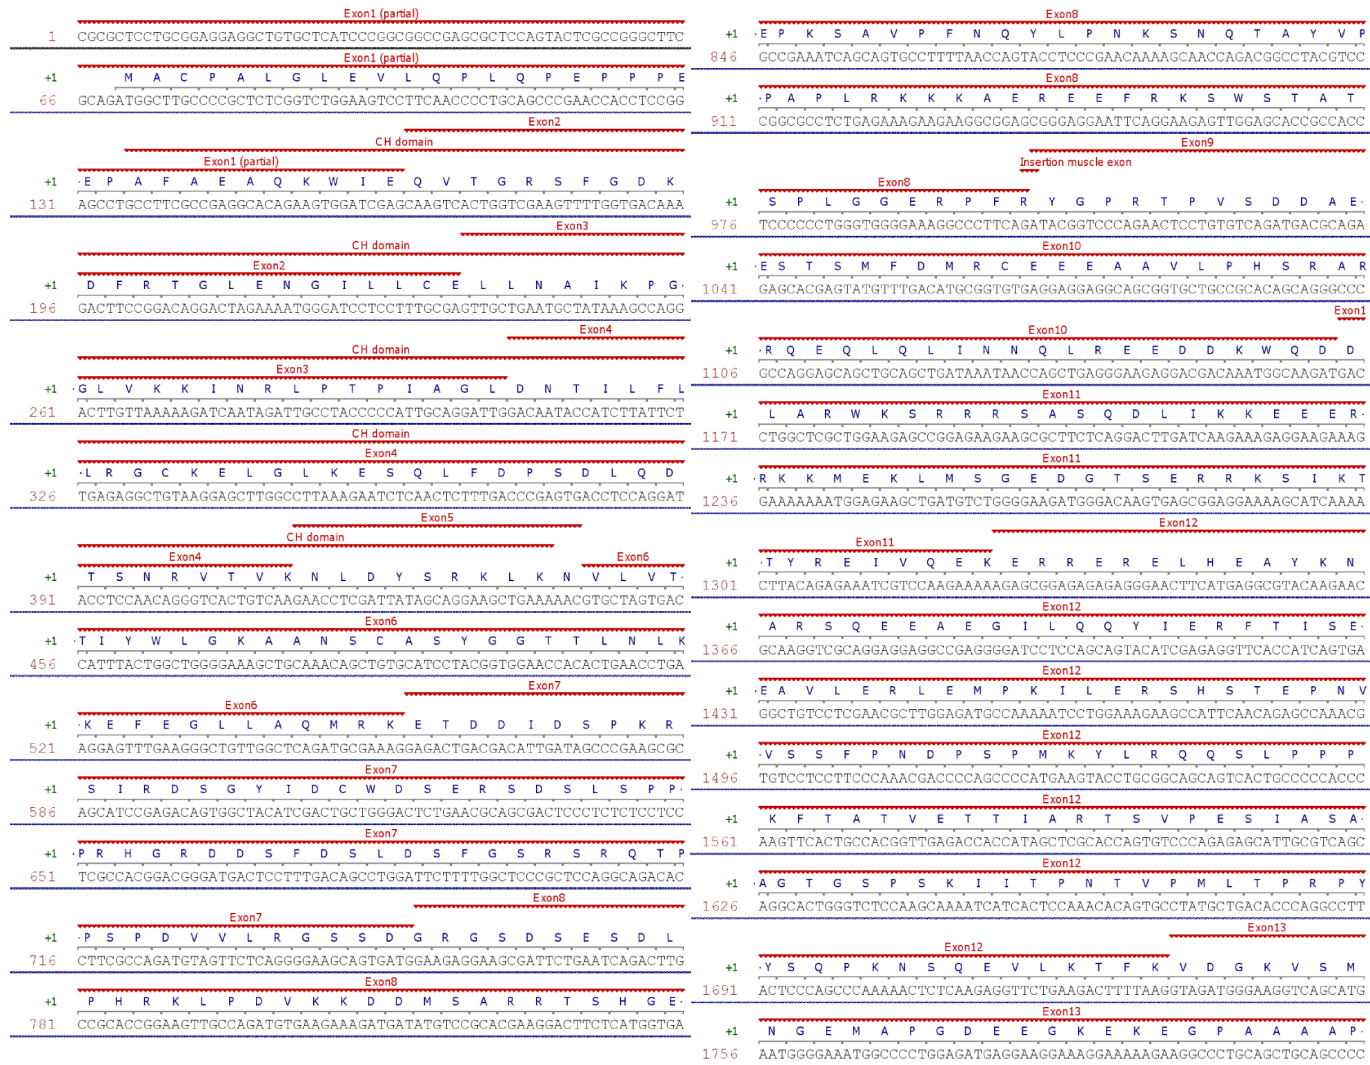 Exon1 (partial)
1 CGCGCTCCTGCGGAGGAGGCTGTGCTCATCCCGGCGGCCGAGCGCTCCAGTACTCGCCGGGCTTC
Exon1 (partial)
+1 M A C P A L G L E V L Q P L Q P E P P P E
66 GCAGATGGCTTGCCCCGCTCTCGGTCTGGAAGTCCTTCAACCCCTGCAGCCCGAACCACCTCCGG
Exon2
CH domain
Exon1 (partial)
+1 ·E P A F A E A Q K W I E Q V T G R S F G D K
131 AGCCTGCCTTCGCCGAGGCACAGAAGTGGATCGAGCAAGTCACTGGTCGAAGTTTTGGTGACAAA
Exon3
CH domain
Exon2
+1 D F R T G L E N G I L L C E L L N A I K P G·
196 GACTTCCGGACAGGACTAGAAAATGGGATCCTCCTTTGCGAGTTGCTGAATGCTATAAAGCCAGG
Exon4
CH domain
Exon3
+1 ·G L V K K I N R L P T P I A G L D N T I L F L
261 ACTTGTTAAAAAGATCAATAGATTGCCTACCCCCATTGCAGGATTGGACAATACCATCTTATTCT
CH domain
Exon4
+1 ·L R G C K E L G L K E S Q L F D P S D L Q D
326 TGAGAGGCTGTAAGGAGCTTGGCCTTAAAGAATCTCAACTCTTTGACCCGAGTGACCTCCAGGAT
Exon5
CH domain
Exon4 Exon6
+1 T S N R V T V K N L D Y S R K L K N V L V T·
391 ACCTCCAACAGGGTCACTGTCAAGAACCTCGATTATAGCAGGAAGCTGAAAAACGTGCTAGTGAC
Exon6
+1 ·T I Y W L G K A A N S C A S Y G G T T L N L K
456 CATTTACTGGCTGGGGAAAGCTGCAAACAGCTGTGCATCCTACGGTGGAACCACACTGAACCTGA
Exon7
Exon6
+1 ·K E F E G L L A Q M R K E T D D I D S P K R
521 AGGAGTTTGAAGGGCTGTTGGCTCAGATGCGAAAGGAGACTGACGACATTGATAGCCCGAAGCGC
Exon7
+1 S I R D S G Y I D C W D S E R S D S L S P P·
586 AGCATCCGAGACAGTGGCTACATCGACTGCTGGGACTCTGAACGCAGCGACTCCCTCTCTCCTCC
Exon7
+1 ·P R H G R D D S F D S L D S F G S R S R Q T P
651 TCGCCACGGACGGGATGACTCCTTTGACAGCCTGGATTCTTTTGGCTCCCGCTCCAGGCAGACAC
Exon8
Exon7
+1 ·P S P D V V L R G S S D G R G S D S E S D L
716 CTTCGCCAGATGTAGTTCTCAGGGGAAGCAGTGATGGAAGAGGAAGCGATTCTGAATCAGACTTG
Exon8
+1 P H R K L P D V K K D D M S A R R T S H G E·
781 CCGCACCGGAAGTTGCCAGATGTGAAGAAAGATGATATGTCCGCACGAAGGACTTCTCATGGTGA
Exon8
+1 ·E P K S A V P F N Q Y L P N K S N Q T A Y V P
846 GCCGAAATCAGCAGTGCCTTTTAACCAGTACCTCCCGAACAAAAGCAACCAGACGGCCTACGTCC
Exon8
+1 ·P A P L R K K K A E R E E F R K S W S T A T
911 CGGCGCCTCTGAGAAAGAAGAAGGCGGAGCGGGAGGAATTCAGGAAGAGTTGGAGCACCGCCACC
Exon9
Insertion muscle exon
Exon8
+1 S P L G G E R P F R Y G P R T P V S D D A E·
976 TCCCCCCTGGGTGGGGAAAGGCCCTTCAGATACGGTCCCAGAACTCCTGTGTCAGATGACGCAGA
Exon10
+1 ·E S T S M F D M R C E E E A A V L P H S R A R
1041 GAGCACGAGTATGTTTGACATGCGGTGTGAGGAGGAGGCAGCGGTGCTGCCGCACAGCAGGGCCC
Exon1
Exon10
+1 ·R Q E Q L Q L I N N Q L R E E D D K W Q D D
1106 GCCAGGAGCAGCTGCAGCTGATAAATAACCAGCTGAGGGAAGAGGACGACAAATGGCAAGATGAC
Exon11
+1 L A R W K S R R R S A S Q D L I K K E E E R·
1171 CTGGCTCGCTGGAAGAGCCGGAGAAGAAGCGCTTCTCAGGACTTGATCAAGAAAGAGGAAGAAAG
Exon11
+1 ·R K K M E K L M S G E D G T S E R R K S I K T
1236 GAAAAAAATGGAGAAGCTGATGTCTGGGGAAGATGGGACAAGTGAGCGGAGGAAAAGCATCAAAA
Exon12
Exon11
+1 ·T Y R E I V Q E K E R R E R E L H E A Y K N
1301 CTTACAGAGAAATCGTCCAAGAAAAAGAGCGGAGAGAGAGGGAACTTCATGAGGCGTACAAGAAC
Exon12
+1 A R S Q E E A E G I L Q Q Y I E R F T I S E·
1366 GCAAGGTCGCAGGAGGAGGCCGAGGGGATCCTCCAGCAGTACATCGAGAGGTTCACCATCAGTGA
Exon12
+1 ·E A V L E R L E M P K I L E R S H S T E P N V
1431 GGCTGTCCTCGAACGCTTGGAGATGCCAAAAATCCTGGAAAGAAGCCATTCAACAGAGCCAAACG
Exon12
+1 ·V S S F P N D P S P M K Y L R Q Q S L P P P
1496 TGTCCTCCTTCCCAAACGACCCCAGCCCCATGAAGTACCTGCGGCAGCAGTCACTGCCCCCACCC
Exon12
+1 K F T A T V E T T I A R T S V P E S I A S A·
1561 AAGTTCACTGCCACGGTTGAGACCACCATAGCTCGCACCAGTGTCCCAGAGAGCATTGCGTCAGC
Exon12
+1 ·A G T G S P S K I I T P N T V P M L T P R P Y
1626 AGGCACTGGGTCTCCAAGCAAAATCATCACTCCAAACACAGTGCCTATGCTGACACCCAGGCCTT
Exon13
Exon12
+1 ·Y S Q P K N S Q E V L K T F K V D G K V S M
1691 ACTCCCAGCCCAAAAACTCTCAAGAGGTTCTGAAGACTTTTAAGGTAGATGGGAAGGTCAGCATG
Exon13
+1 N G E M A P G D E E G K E K E G P A A A A P·
1756 AATGGGGAAATGGCCCCTGGAGATGAGGAAGGAAAGGAAAAAGAAGGCCCTGCAGCTGCAGCCCC